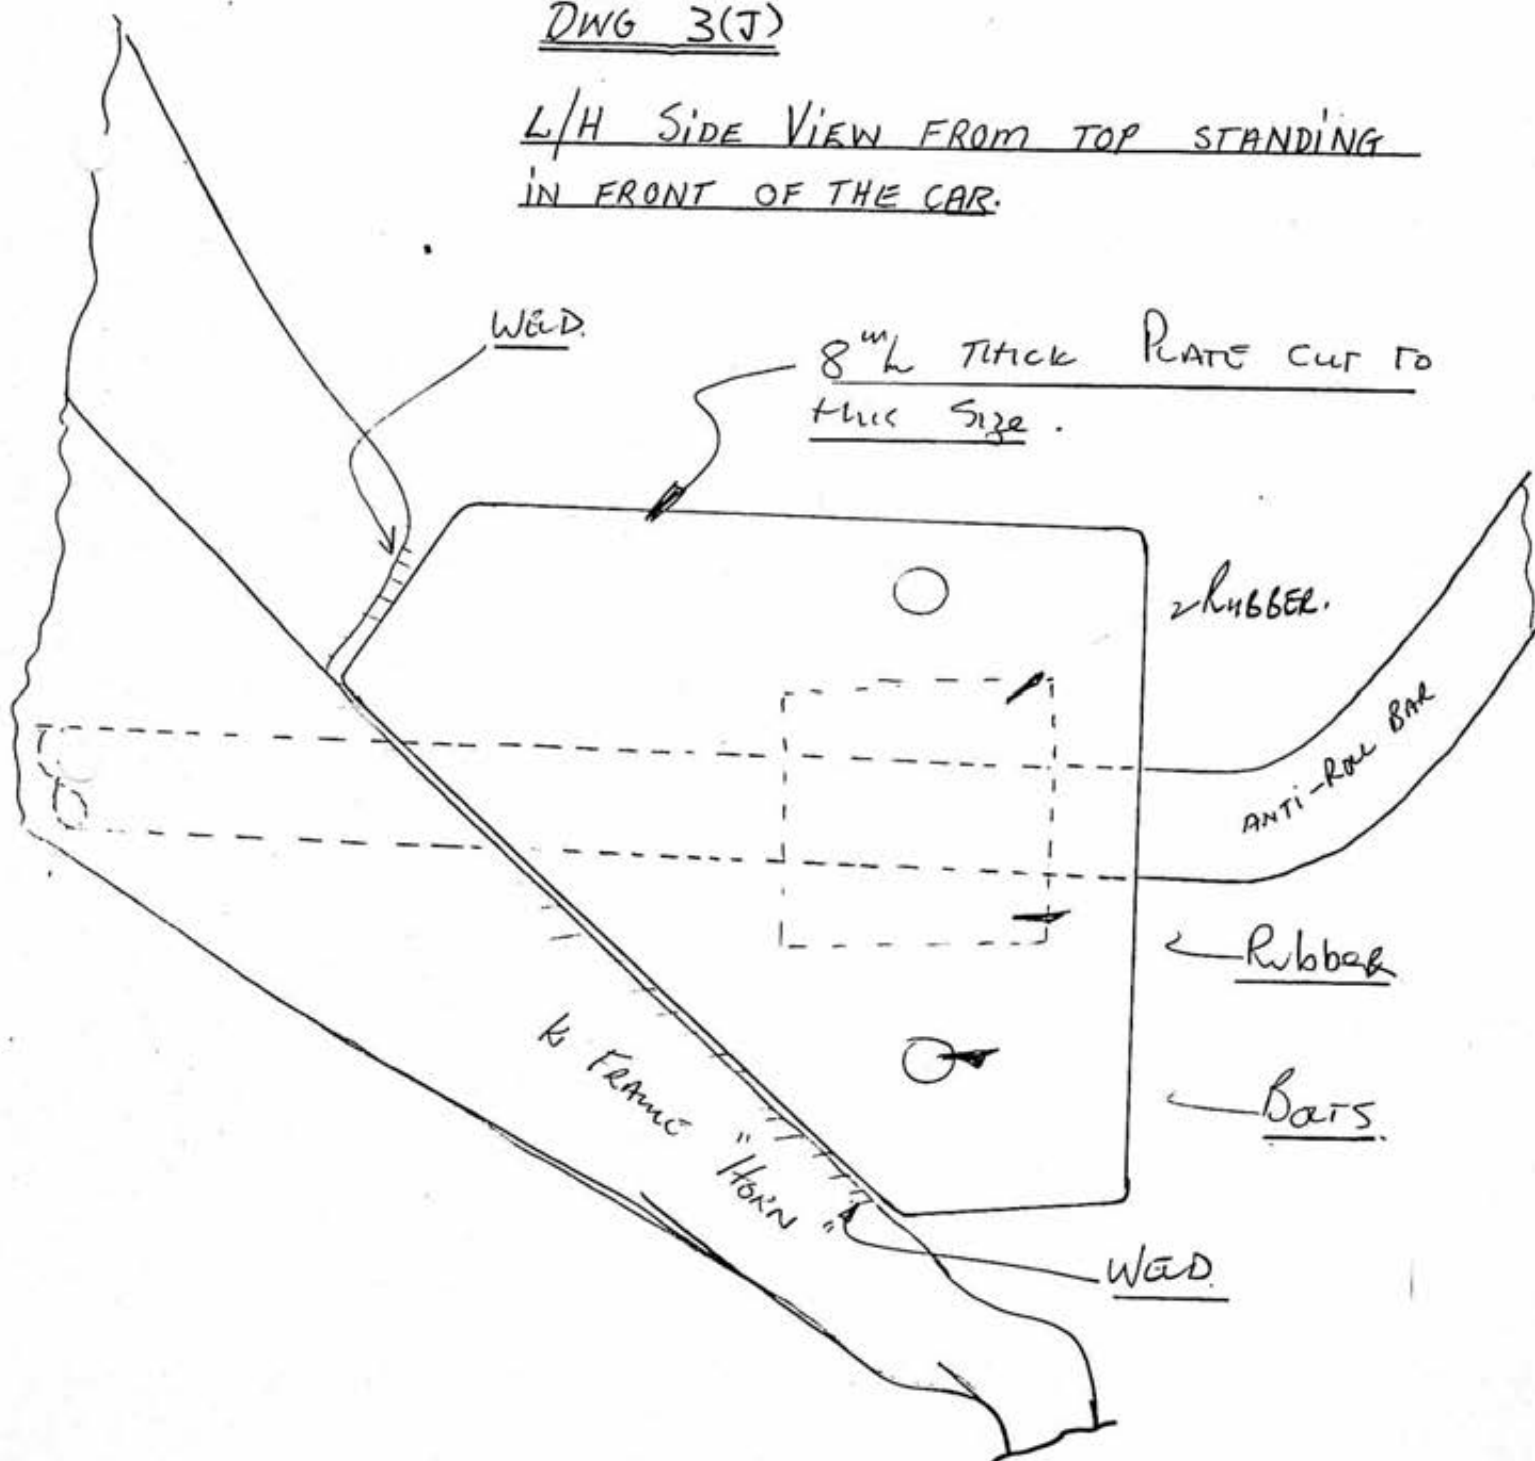 DWG 3(J)
L/H SiDE ViEW FROM TOP STANDiNG
iN FRONT OF THE CAR.
WELD.
8 m/m THICK PLATE CUT TO
this Size.
RUBBER.
ANTI-ROLL BAR
Rubber
K FRAME "HORN"
BOLTS.
WELD.